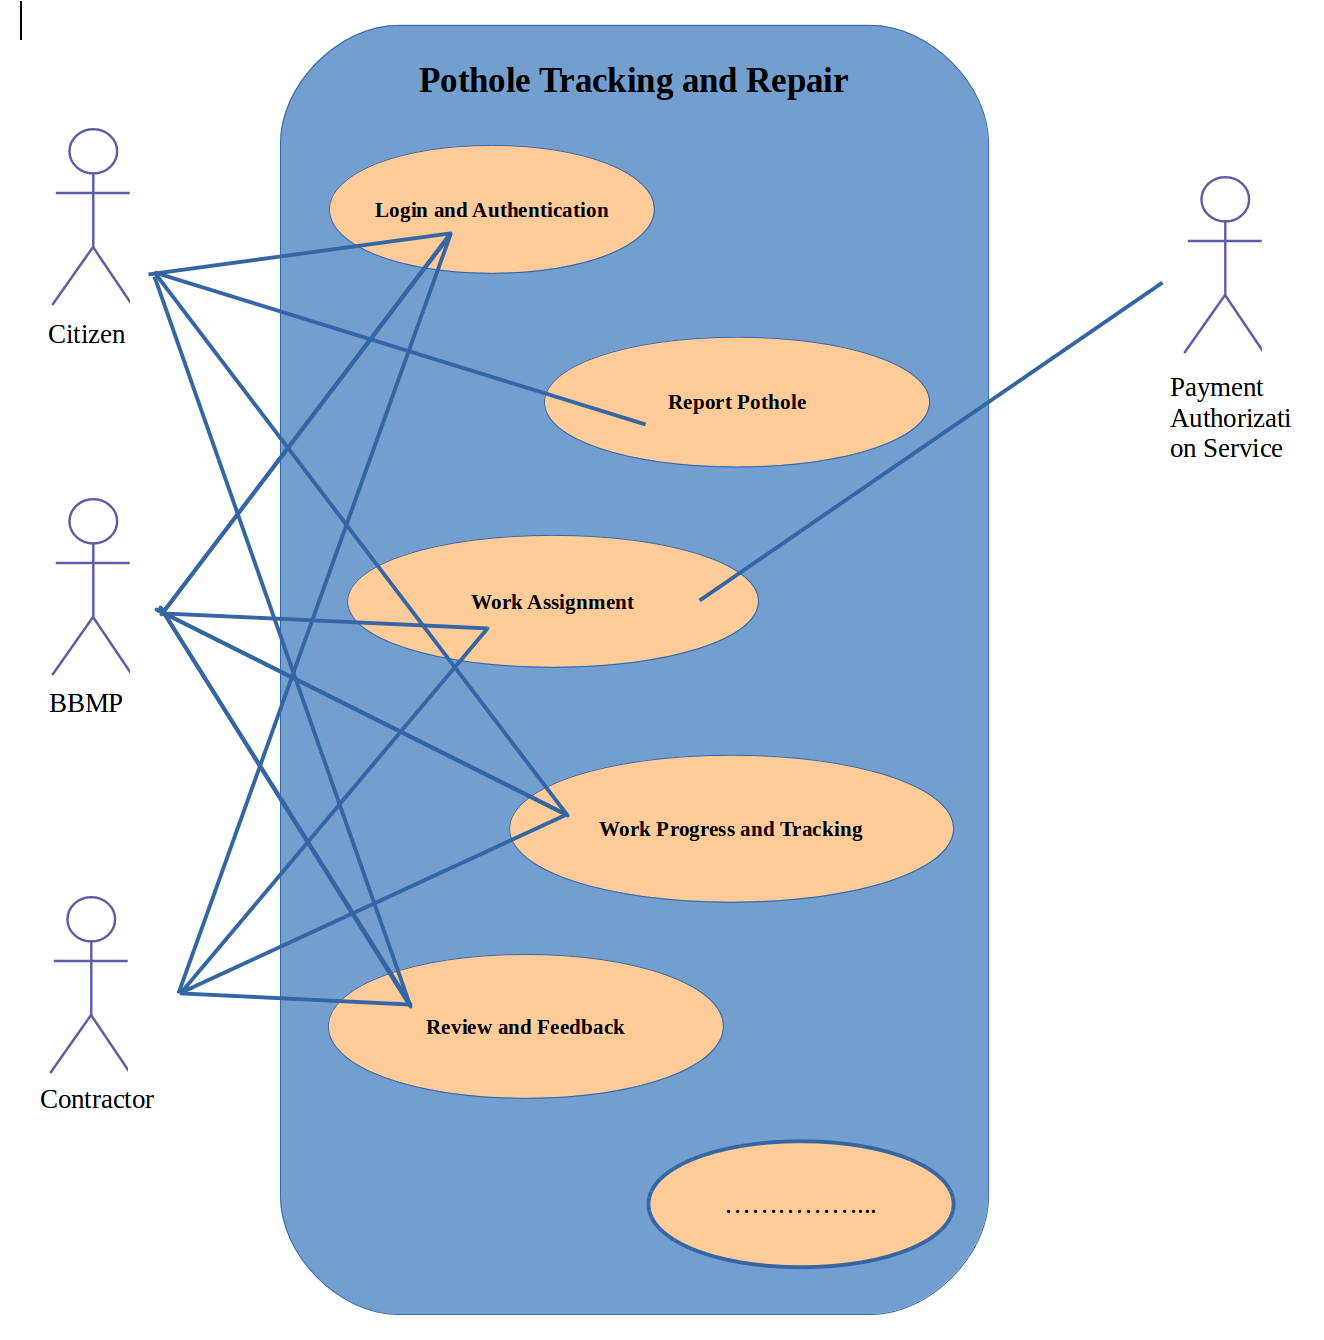 Pothole Tracking and Repair
Login and Authentication
Citizen
Report Pothole
Payment
Authorizati
on Service
Work Assignment
BBMP
Work Progress and Tracking
Review and Feedback
Contractor
……………....